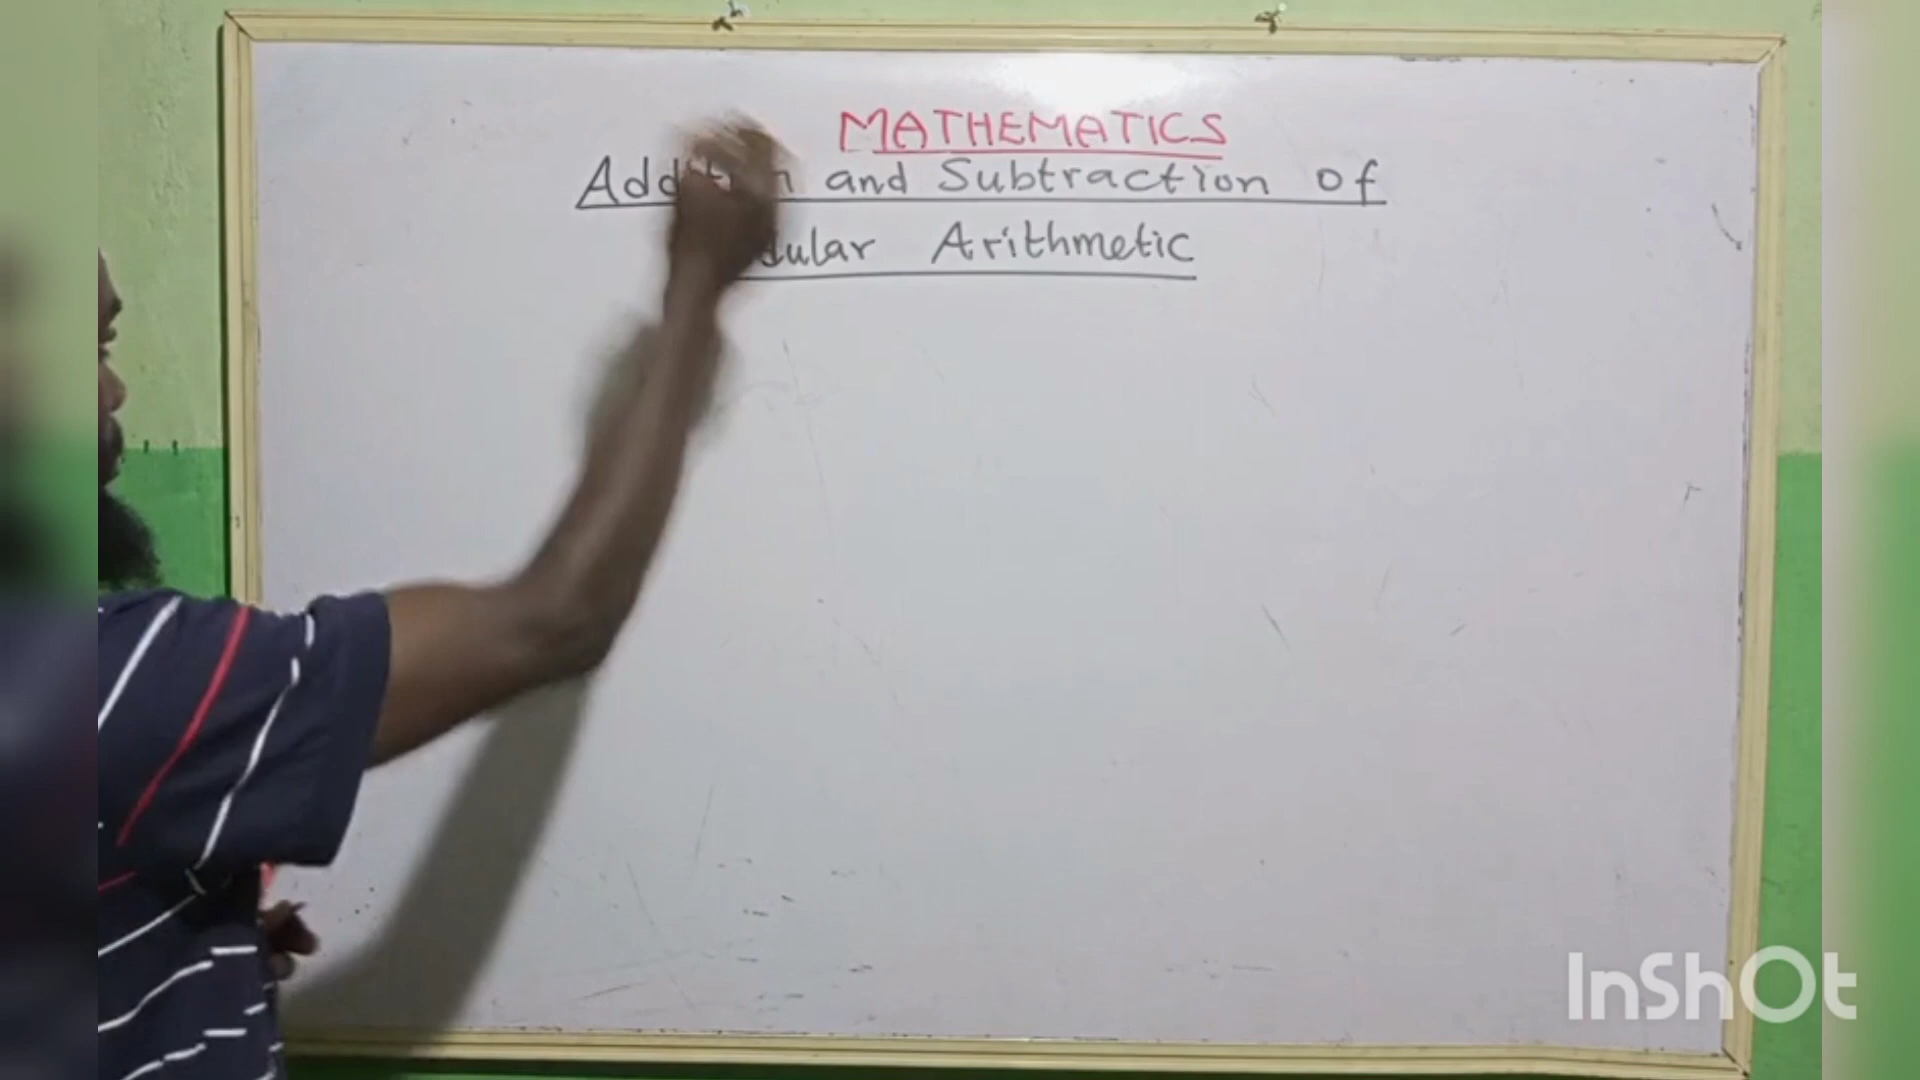 MATHEMATICS
and Subtraction of
Arithmetic
InShOt